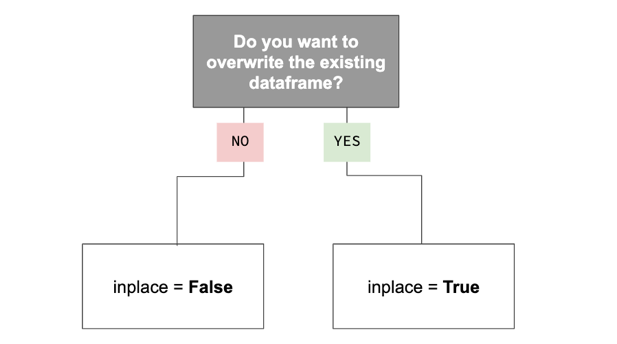 Do you want to
overwrite the existing
dataframe?
NO
YES
inplace = False
inplace = True